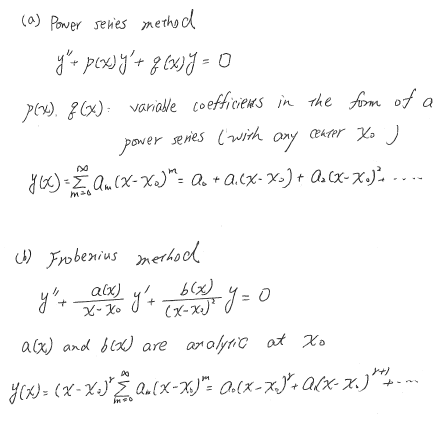 (a) Power series method
y'' + p(x)y' + q(x)y = 0
p(x). q(x): variable coefficients in the form of a
power series (with any center x₀)
y(x) = ∑_{m=0}^{∞} aₘ(x-x₀)ᵐ = a₀ + a₁(x-x₀) + a₂(x-x₀)² + ....
(b) Frobenius method
y'' + a(x)/(x-x₀) y' + b(x)/(x-x₀)² y = 0
a(x) and b(x) are analytic at x₀
y(x) = (x-x₀)^r ∑_{m=0}^{∞} aₘ(x-x₀)ᵐ = a₀(x-x₀)^r + a₁(x-x₀)^{r+1} + ...